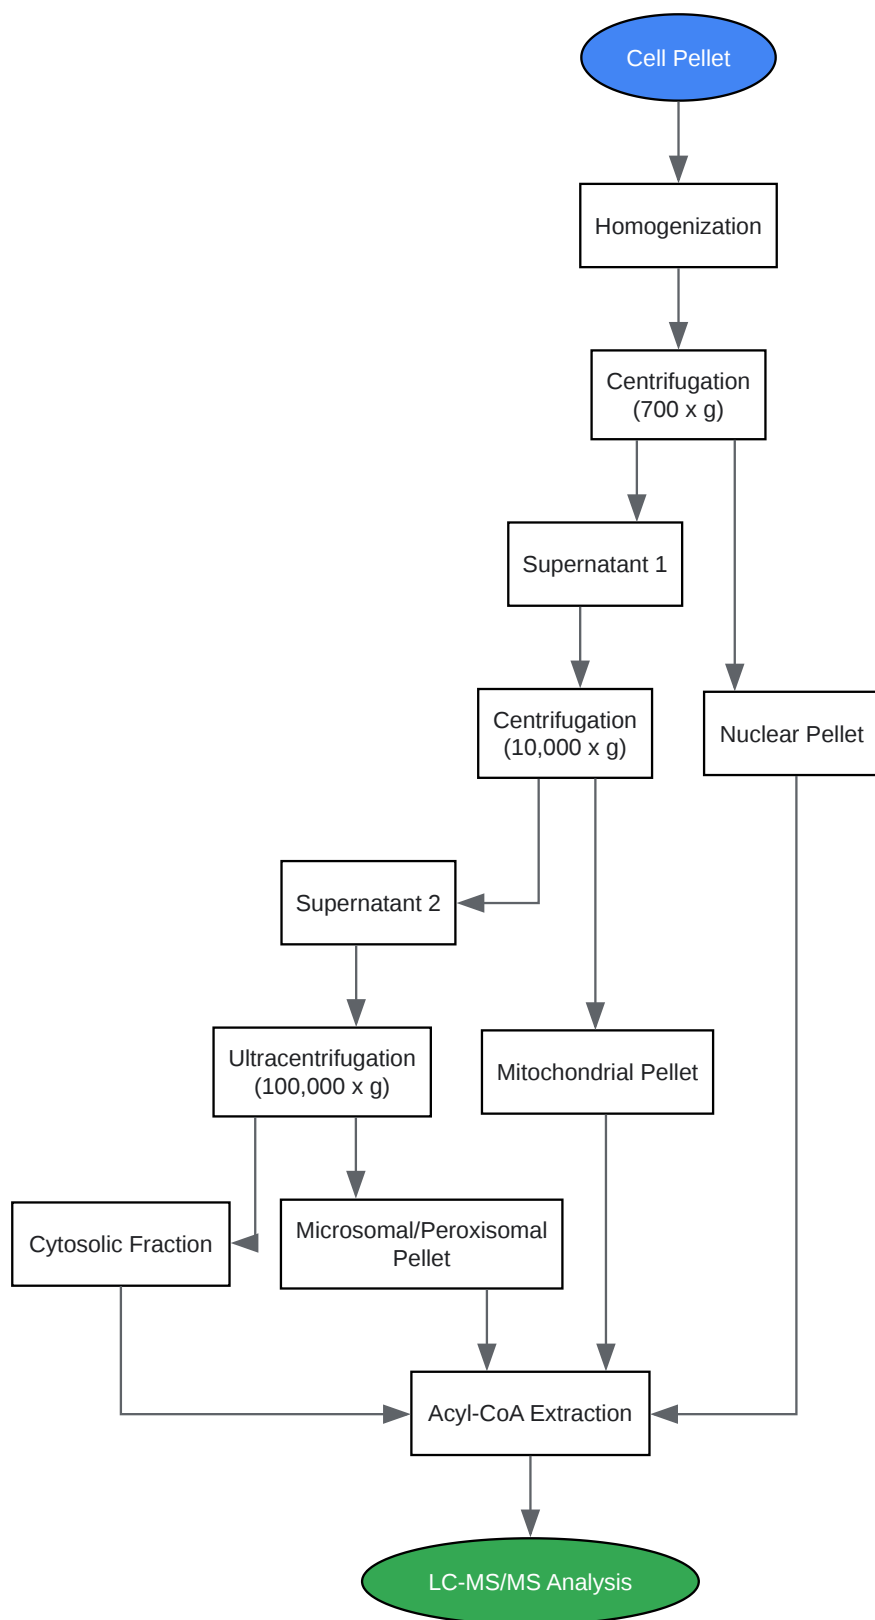 Cell Pellet
Homogenization
Centrifugation
(700 x g)
Supernatant 1
Centrifugation
(10,000 x g)
Nuclear Pellet
Supernatant 2
Ultracentrifugation
(100,000 x g)
Mitochondrial Pellet
Cytosolic Fraction
Microsomal/Peroxisomal
Pellet
Acyl-CoA Extraction
LC-MS/MS Analysis